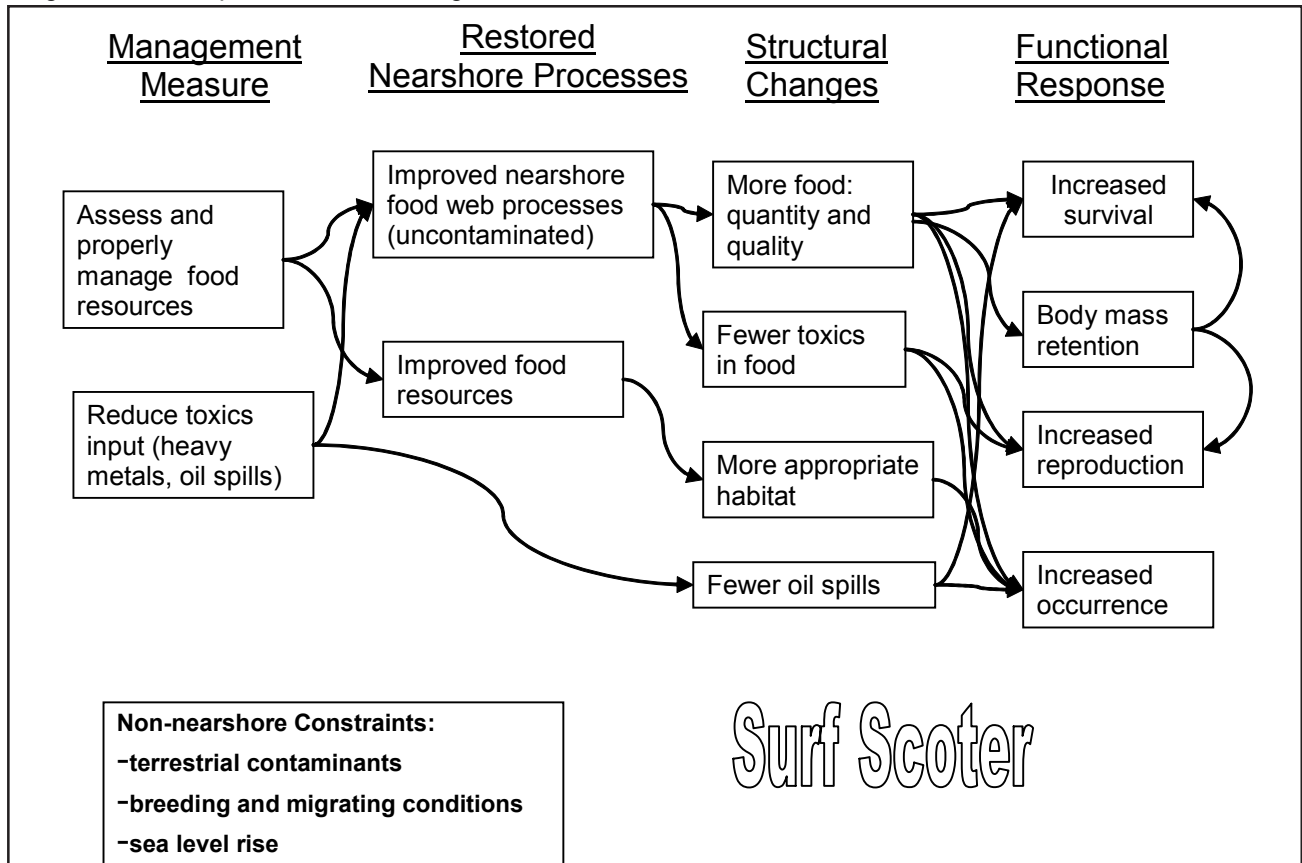 Management
Measure
Restored
Nearshore Processes
Structural
Changes
Functional
Response
Assess and
properly
manage food
resources
Reduce toxics
input (heavy
metals, oil spills)
Improved nearshore
food web processes
(uncontaminated)
Improved food
resources
More food:
quantity and
quality
Fewer toxics
in food
More appropriate
habitat
Fewer oil spills
Increased
survival
Body mass
retention
Increased
reproduction
Increased
occurrence
Non-nearshore Constraints:
-terrestrial contaminants
-breeding and migrating conditions
-sea level rise
Surf Scoter